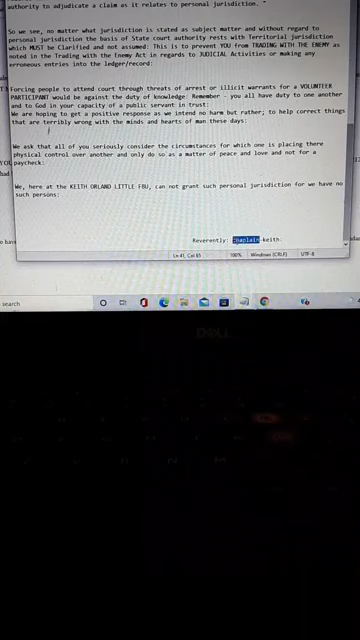 authority to adjudicate a claim as it relates to personal jurisdiction. "
So we see, no matter what jurisdiction is stated as subject matter and without regard to
personal jurisdiction the basis of State court authority rests with Territorial jurisdiction
which MUST be Clarified and not assumed: This is to prevent YOU from TRADING WITH THE ENEMY as
noted in the Trading with the Enemy Act in regards to JUDICIAL Activities or making any
erroneous entries into the ledger/record:
Forcing people to attend court through threats of arrest or illicit warrants for a VOLUNTEER
PARTICIPANT would be against the duty of knowledge: Remember - you all have duty to one another
and to God in your capacity of a public servant in trust:
We are hoping to get a positive response as we intend no harm but rather; to help correct things
that are terribly wrong with the minds and hearts of man these days:
We ask that all of you seriously consider the circumstances for which one is placing there
physical control over another and only do so as a matter of peace and love and not for a
paycheck:
We, here at the KEITH ORLAND LITTLE FBU, can not grant such personal jurisdiction for we have no
such persons:
Reverently: chaplain-keith:
Ln 41, Col 65 100% Windows (CRLF) UTF-8
search
DELL